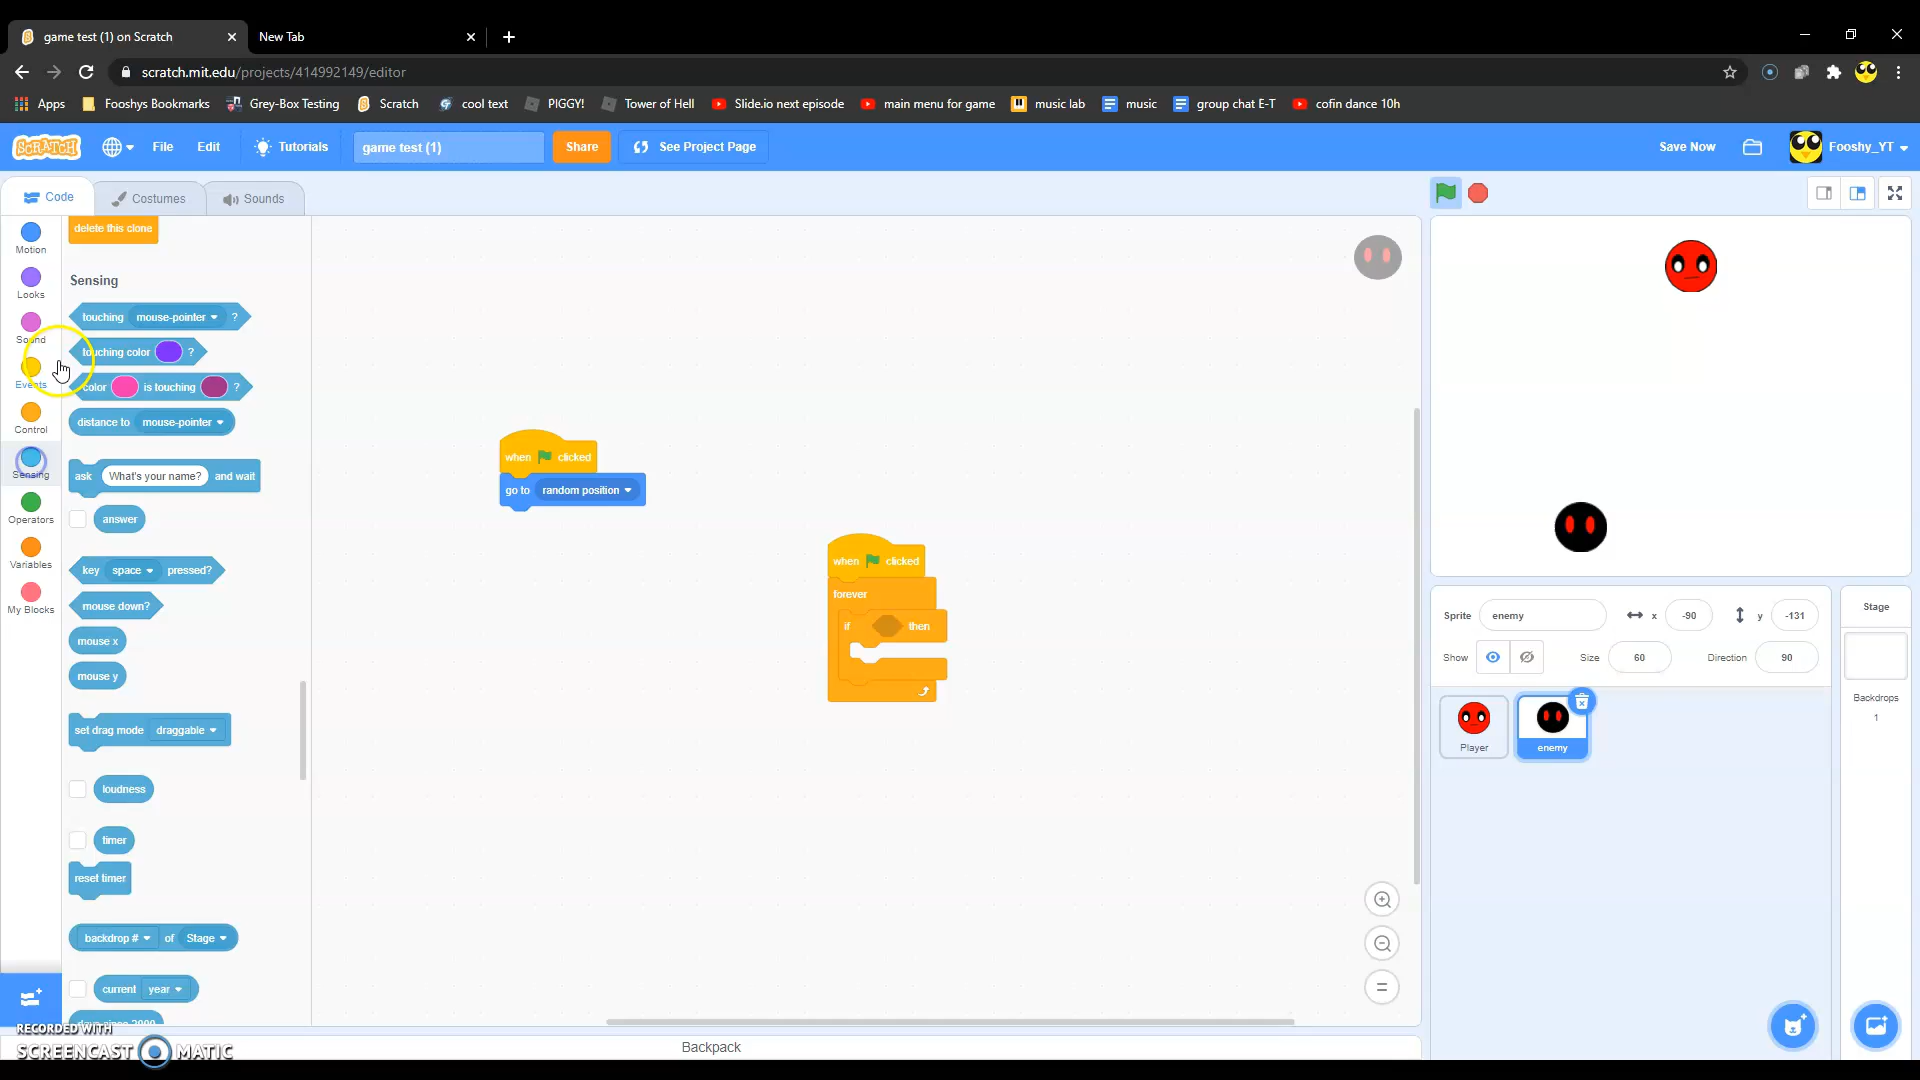 game test (1) on Scratch
New Tab
scratch.mit.edu/projects/414992149/editor
Apps Fooshys Bookmarks Grey-Box Testing Scratch cool text PIGGY! Tower of Hell Slide.io next episode main menu for game music lab music group chat E-T cofin dance 10h
SCRATCH File Edit Tutorials game test (1) Share See Project Page Save Now Fooshy_YT
Code Costumes Sounds
Motion
Looks
Sound
Events
Control
Sensing
Operators
Variables
My Blocks
delete this clone
Sensing
touching mouse-pointer ?
touching color ?
color is touching ?
distance to mouse-pointer
ask What's your name? and wait
answer
key space pressed?
mouse down?
mouse x
mouse y
set drag mode draggable
loudness
timer
reset timer
backdrop # of Stage
current year
days since 2000
when clicked
go to random position
when clicked
forever
if then
Sprite enemy x -90 y -131
Show Size 60 Direction 90
Player
enemy
Stage
Backdrops
1
Backpack
RECORDED WITH
SCREENCAST MATIC